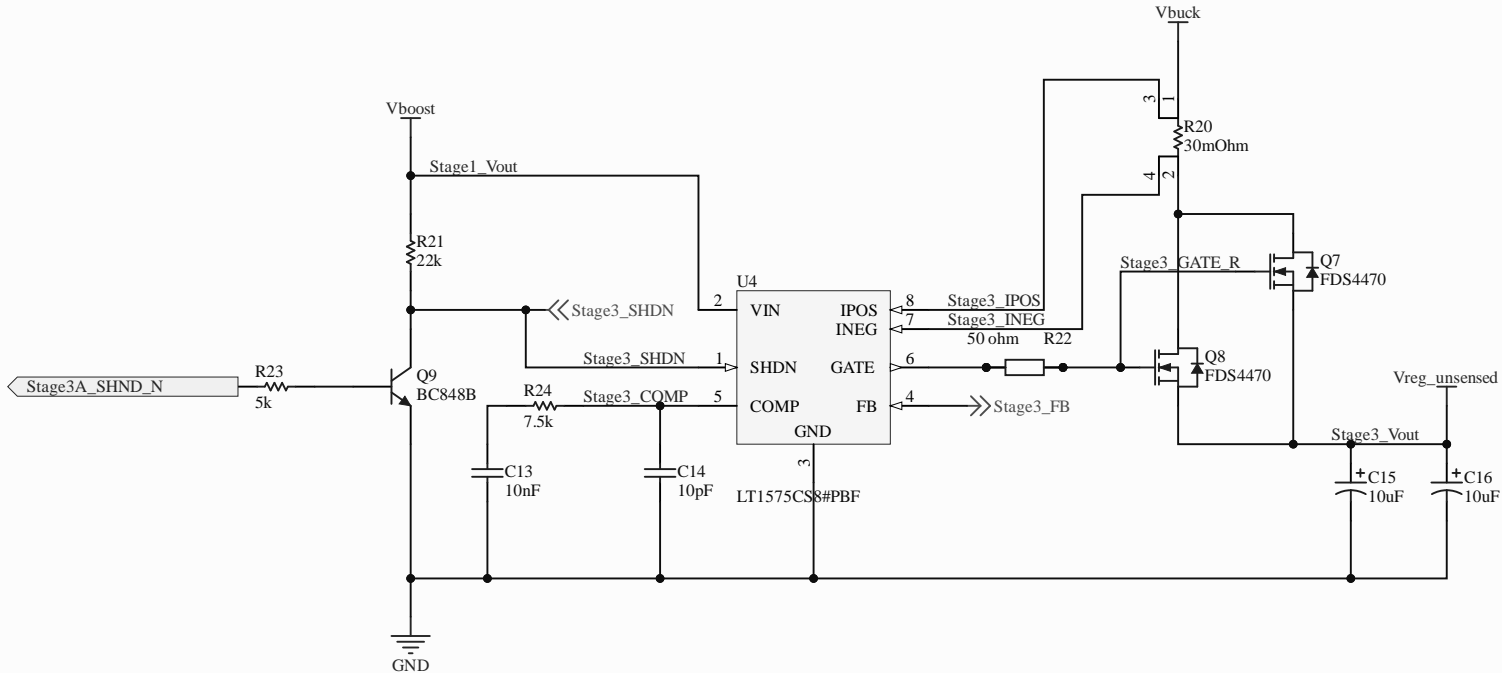 Vbuck
3
1
R20
30mOhm
4
2
Vboost
Stage1_Vout
R21
22k
Stage3_GATE_R
Q7
FDS4470
U4
2
VIN
IPOS
8
Stage3_IPOS
INEG
7
Stage3_INEG
Stage3_SHDN
50 ohm
R22
Stage3_SHDN
1
SHDN
GATE
6
Q8
FDS4470
Stage3A_SHND_N
R23
5k
Q9
BC848B
R24
7.5k
Stage3_COMP
5
COMP
FB
4
Stage3_FB
Vreg_unsensed
GND
3
Stage3_Vout
C13
10nF
C14
10pF
LT1575CS8#PBF
+
C15
10uF
+
C16
10uF
GND